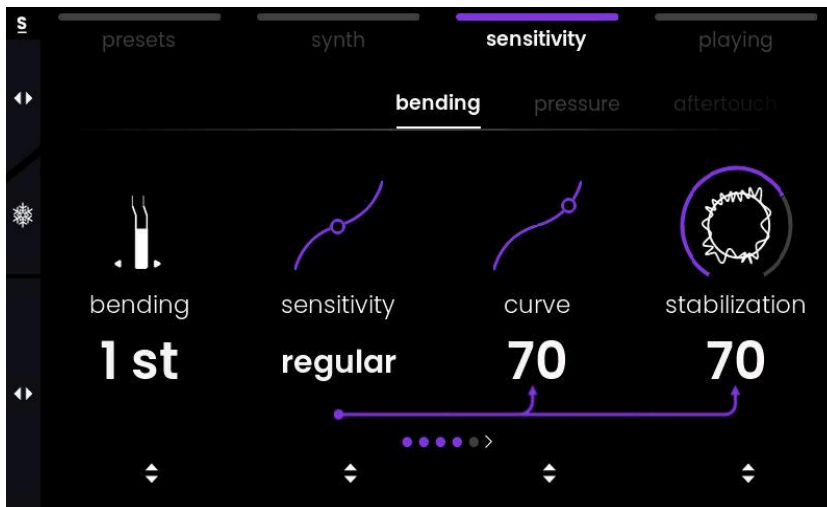 S
presets synth sensitivity playing
bending pressure aftertouch
bending sensitivity curve stabilization
1 st regular 70 70